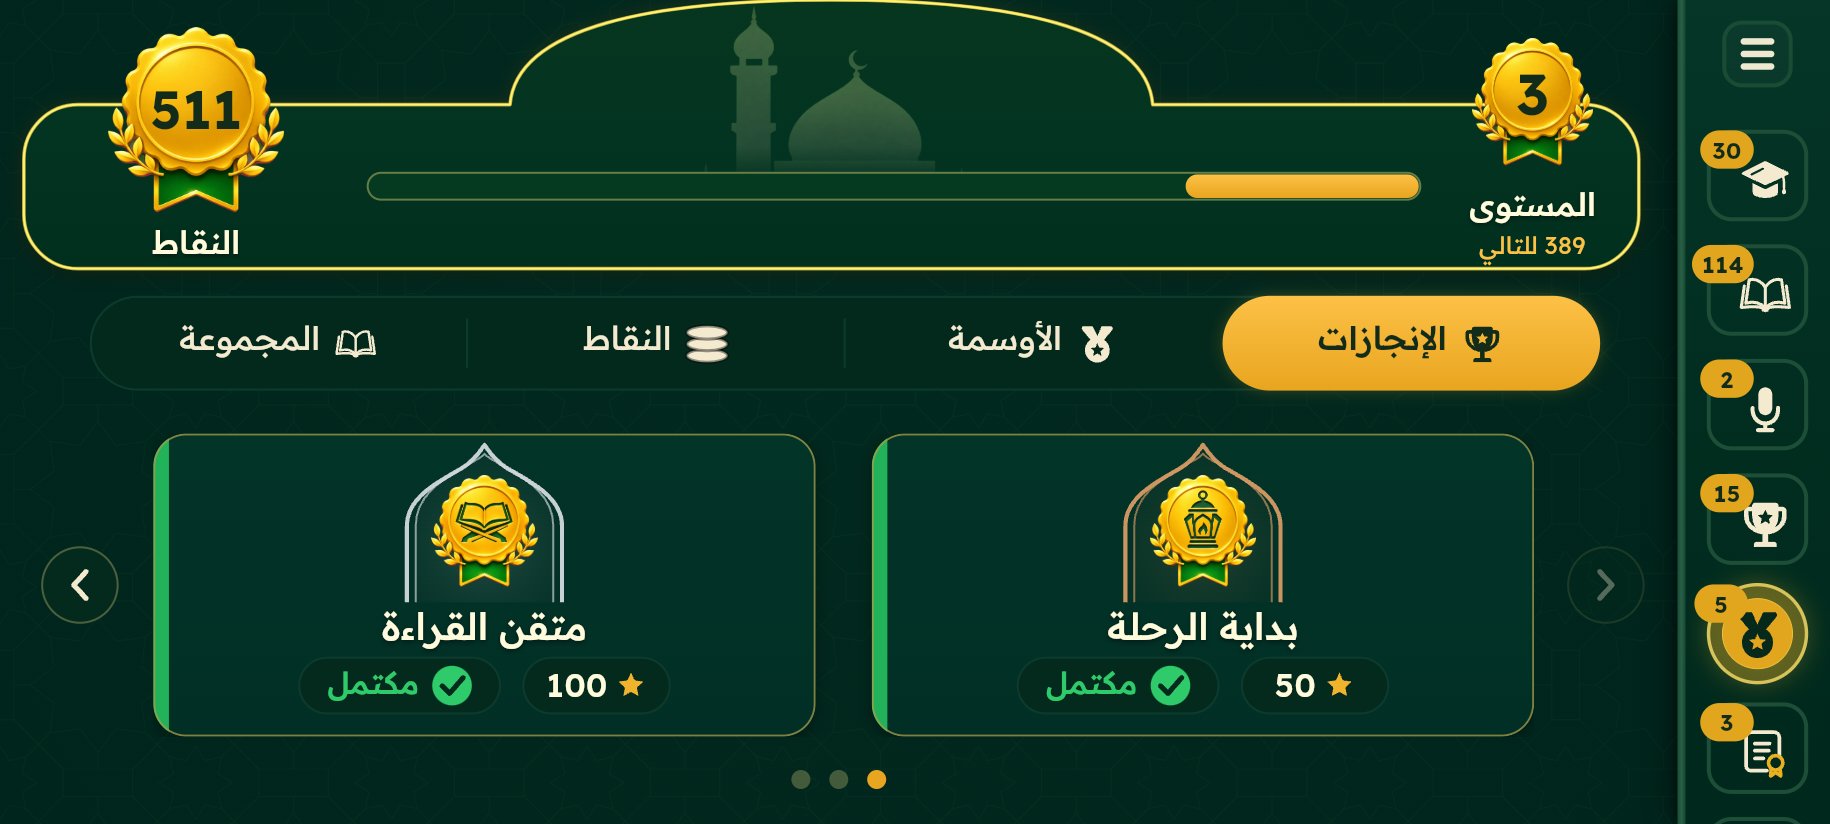 3
المستوى
389 للتالي
511
النقاط
الإنجازات
الأوسمة
النقاط
المجموعة
بداية الرحلة
50
مكتمل
متقن القراءة
100
مكتمل
30
114
2
15
5
3